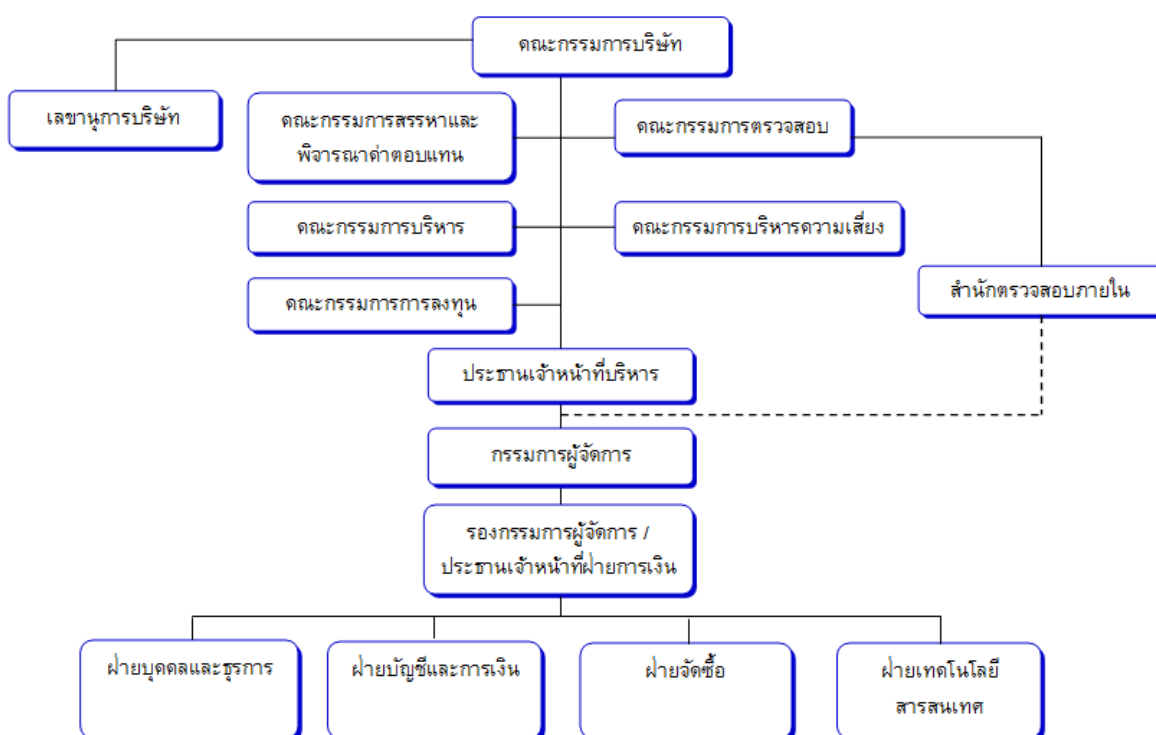 คณะกรรมการบริษัท
เลขานุการบริษัท
คณะกรรมการสรรหาและ
พิจารณาค่าตอบแทน
คณะกรรมการตรวจสอบ
คณะกรรมการบริหาร
คณะกรรมการบริหารความเสี่ยง
คณะกรรมการการลงทุน
สำนักตรวจสอบภายใน
ประธานเจ้าหน้าที่บริหาร
กรรมการผู้จัดการ
รองกรรมการผู้จัดการ /
ประธานเจ้าหน้าที่ฝ่ายการเงิน
ฝ่ายบุคคลและธุรการ
ฝ่ายบัญชีและการเงิน
ฝ่ายจัดซื้อ
ฝ่ายเทคโนโลยี
สารสนเทศ